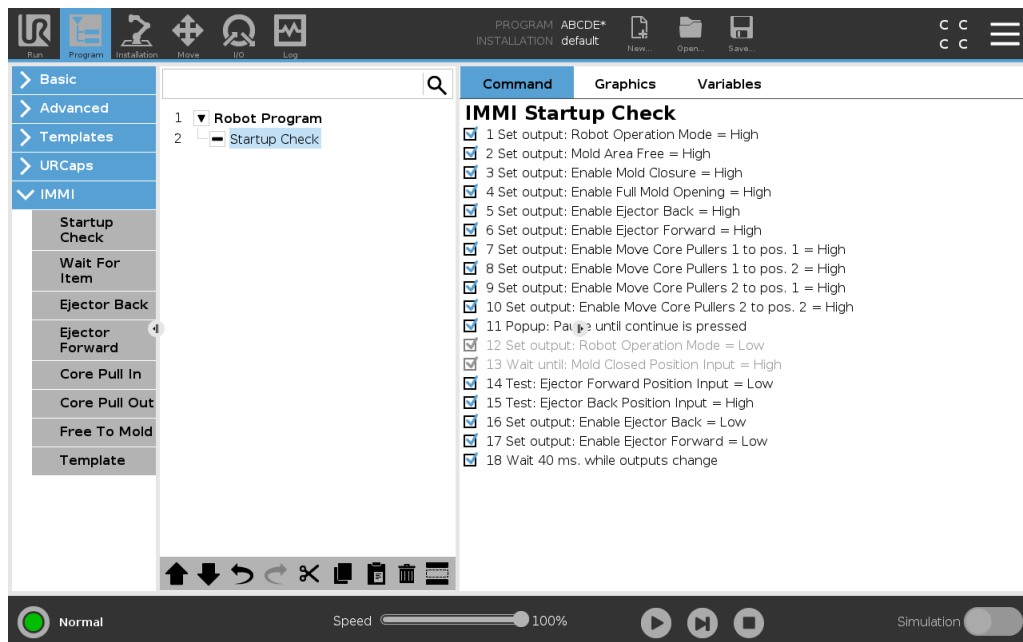 UR
Run
Program
Installation
Move
I/O
Log
PROGRAM ABCDE*
INSTALLATION default
New...
Open...
Save...
C C
C C
Basic
Advanced
Templates
URCaps
IMMI
Startup
Check
Wait For
Item
Ejector Back
Ejector
Forward
Core Pull In
Core Pull Out
Free To Mold
Template
1 Robot Program
2 Startup Check
Command Graphics Variables
IMMI Startup Check
1 Set output: Robot Operation Mode = High
2 Set output: Mold Area Free = High
3 Set output: Enable Mold Closure = High
4 Set output: Enable Full Mold Opening = High
5 Set output: Enable Ejector Back = High
6 Set output: Enable Ejector Forward = High
7 Set output: Enable Move Core Pullers 1 to pos. 1 = High
8 Set output: Enable Move Core Pullers 1 to pos. 2 = High
9 Set output: Enable Move Core Pullers 2 to pos. 1 = High
10 Set output: Enable Move Core Pullers 2 to pos. 2 = High
11 Popup: Pause until continue is pressed
12 Set output: Robot Operation Mode = Low
13 Wait until: Mold Closed Position Input = High
14 Test: Ejector Forward Position Input = Low
15 Test: Ejector Back Position Input = High
16 Set output: Enable Ejector Back = Low
17 Set output: Enable Ejector Forward = Low
18 Wait 40 ms. while outputs change
Normal
Speed 100%
Simulation